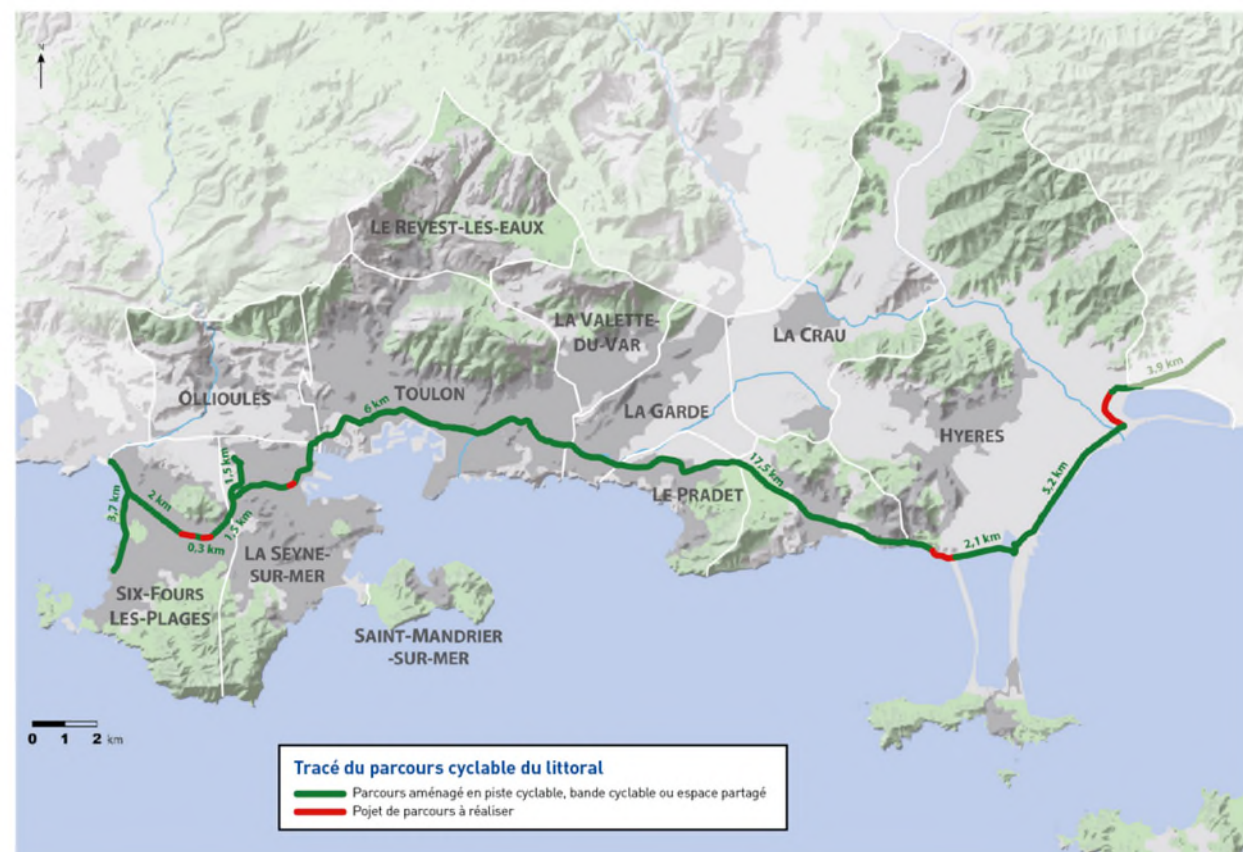 N
LE REVEST-LES-EAUX
LA VALETTE-
DU-VAR
LA CRAU
OLLIOULES
TOULON
6 km
LA GARDE
HYERES
3,9 km
1,5 km
3,7 km
2 km
0,3 km
1,5 km
17,5 km
LE PRADET
5,2 km
2,1 km
LA SEYNE-
SUR-MER
SIX-FOURS
LES-PLAGES
SAINT-MANDRIER
-SUR-MER
0 1 2 km
Tracé du parcours cyclable du littoral
Parcours aménagé en piste cyclable, bande cyclable ou espace partagé
Pojet de parcours à réaliser